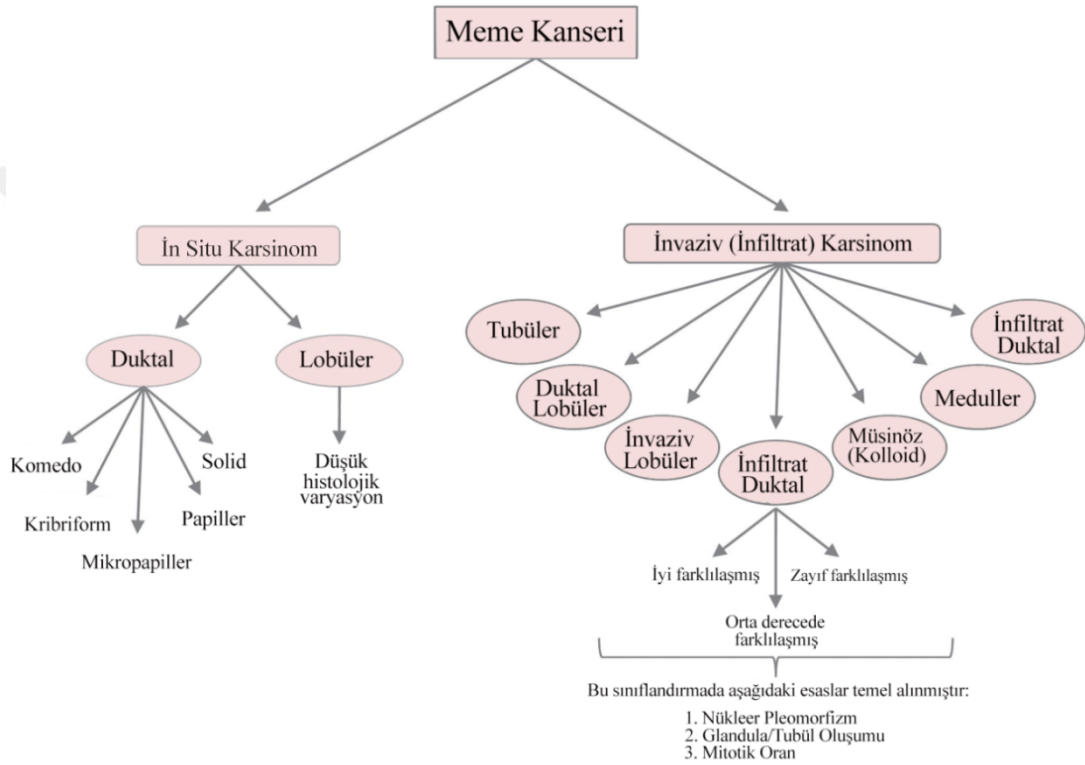 Meme Kanseri
İn Situ Karsinom
Duktal
Lobüler
Komedo
Kribriform
Mikropapiller
Papiller
Solid
Düşük
histolojik
varyasyon
İnvaziv (İnfiltrat) Karsinom
Tubüler
Duktal
Lobüler
İnvaziv
Lobüler
İnfiltrat
Duktal
Müsinöz
(Kolloid)
Meduller
İnfiltrat
Duktal
İyi farklılaşmış
Zayıf farklılaşmış
Orta derecede
farklılaşmış
Bu sınıflandırmada aşağıdaki esaslar temel alınmıştır:
1. Nükleer Pleomorfizm
2. Glandula/Tubül Oluşumu
3. Mitotik Oran